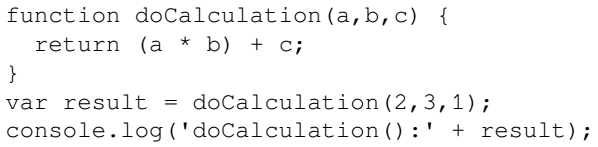 function doCalculation(a,b,c) {
  return (a * b) + c;
}
var result = doCalculation(2,3,1);
console.log('doCalculation():' + result);